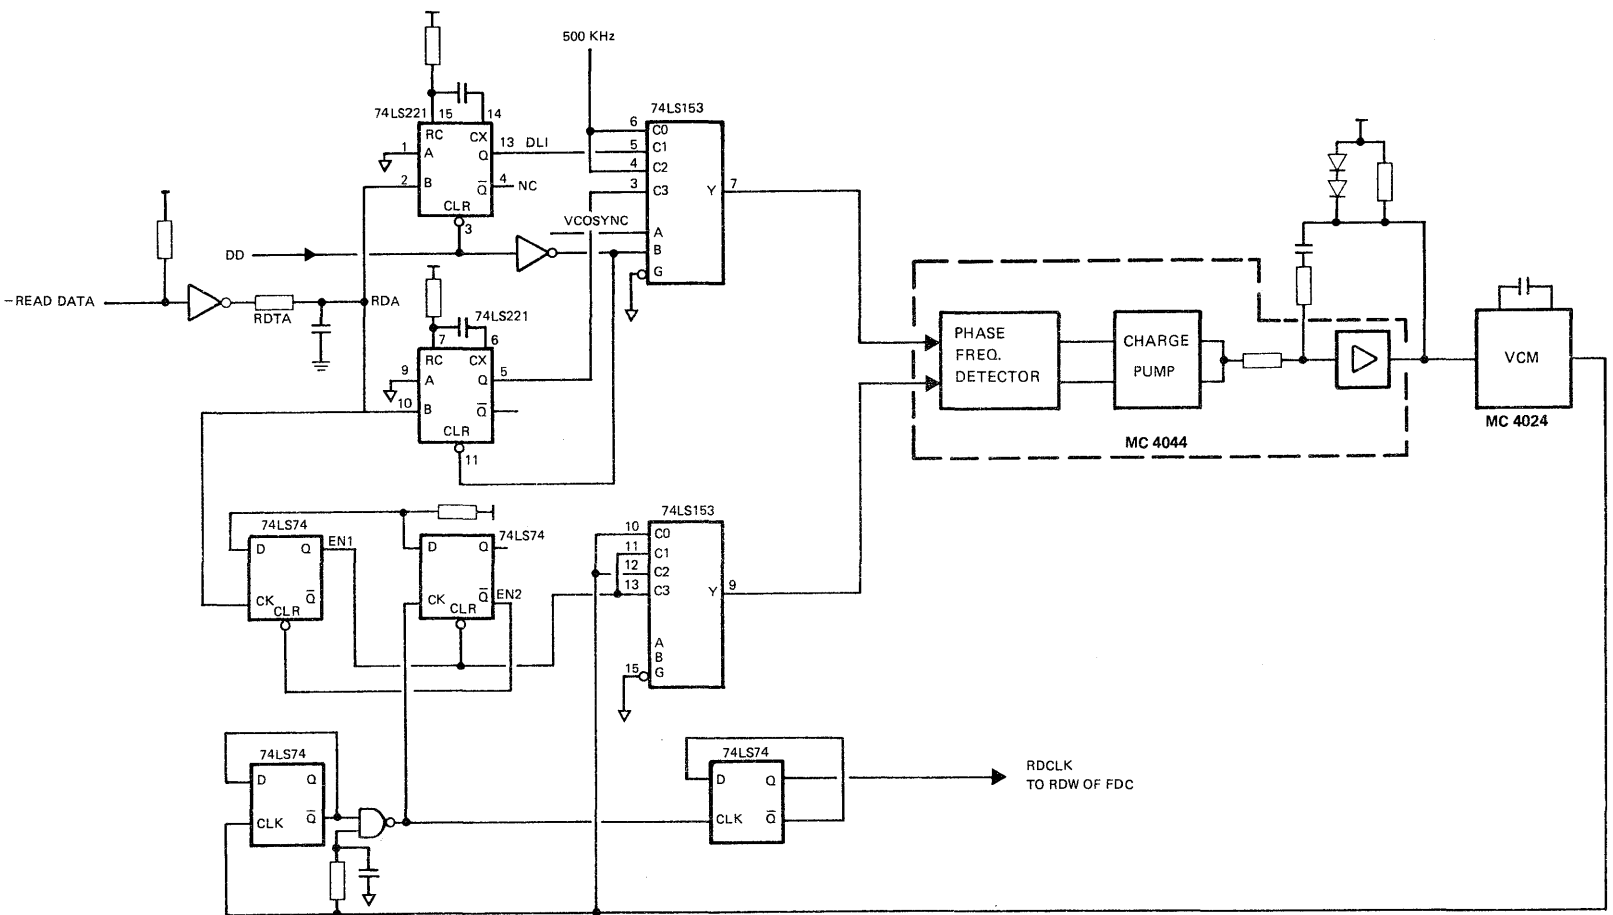 500 KHz
74LS221 15 14
RC CX
1 A Q 13 DLI
2 B Q 4 NC
CLR
3
74LS153
6 C0
5 C1
4 C2
3 C3 Y 7
VCOSYNC
A
B
G
DD
–READ DATA
RDTA
RDA
74LS221
7 6
RC CX
9 A Q 5
10 B Q
CLR
11
PHASE
FREQ.
DETECTOR
CHARGE
PUMP
MC 4044
VCM
MC 4024
74LS74
D Q EN1
CK Q
CLR
74LS74
D Q
CK Q EN2
CLR
74LS153
10 C0
11 C1
12 C2
13 C3 Y 9
A
B
15 G
74LS74
D Q
CLK Q
74LS74
D Q
CLK Q
RDCLK
TO RDW OF FDC